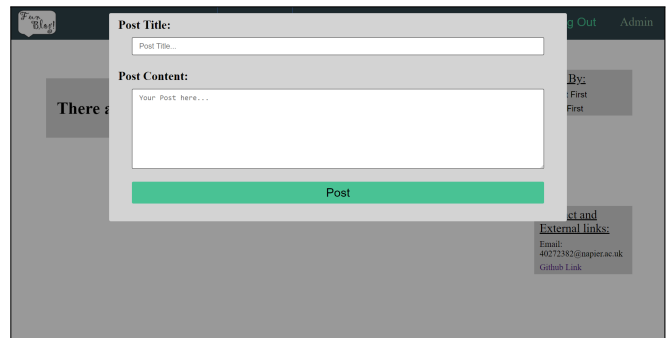 Fun
Blog!
g Out
Admin
Post Title:
Post Title...
Post Content:
Your Post here...
Post
There a
By:
t First
First
ct and
External links:
Email:
40272382@napier.ac.uk
Github Link